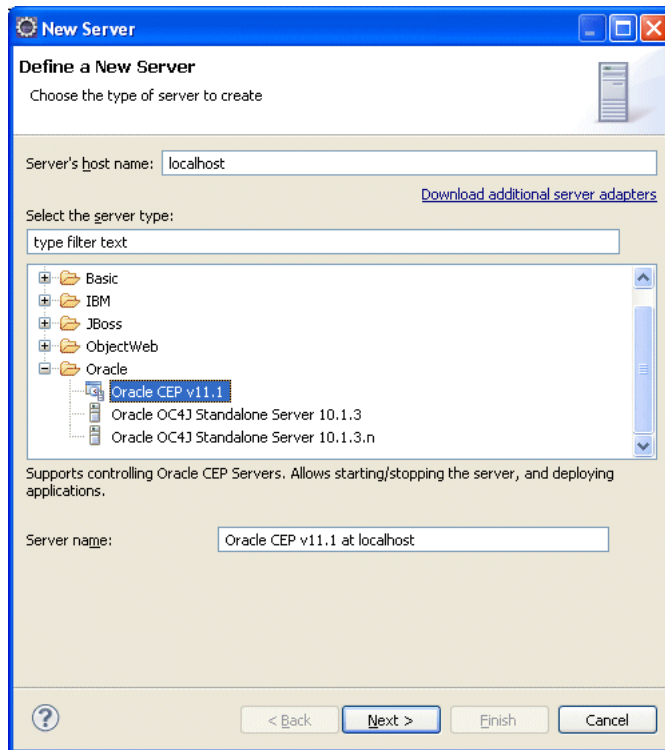 New Server
Define a New Server
Choose the type of server to create
Server's host name: localhost
Download additional server adapters
Select the server type:
type filter text
Basic
IBM
JBoss
ObjectWeb
Oracle
Oracle CEP v11.1
Oracle OC4J Standalone Server 10.1.3
Oracle OC4J Standalone Server 10.1.3.n
Supports controlling Oracle CEP Servers. Allows starting/stopping the server, and deploying
applications.
Server name: Oracle CEP v11.1 at localhost
? < Back Next > Finish Cancel